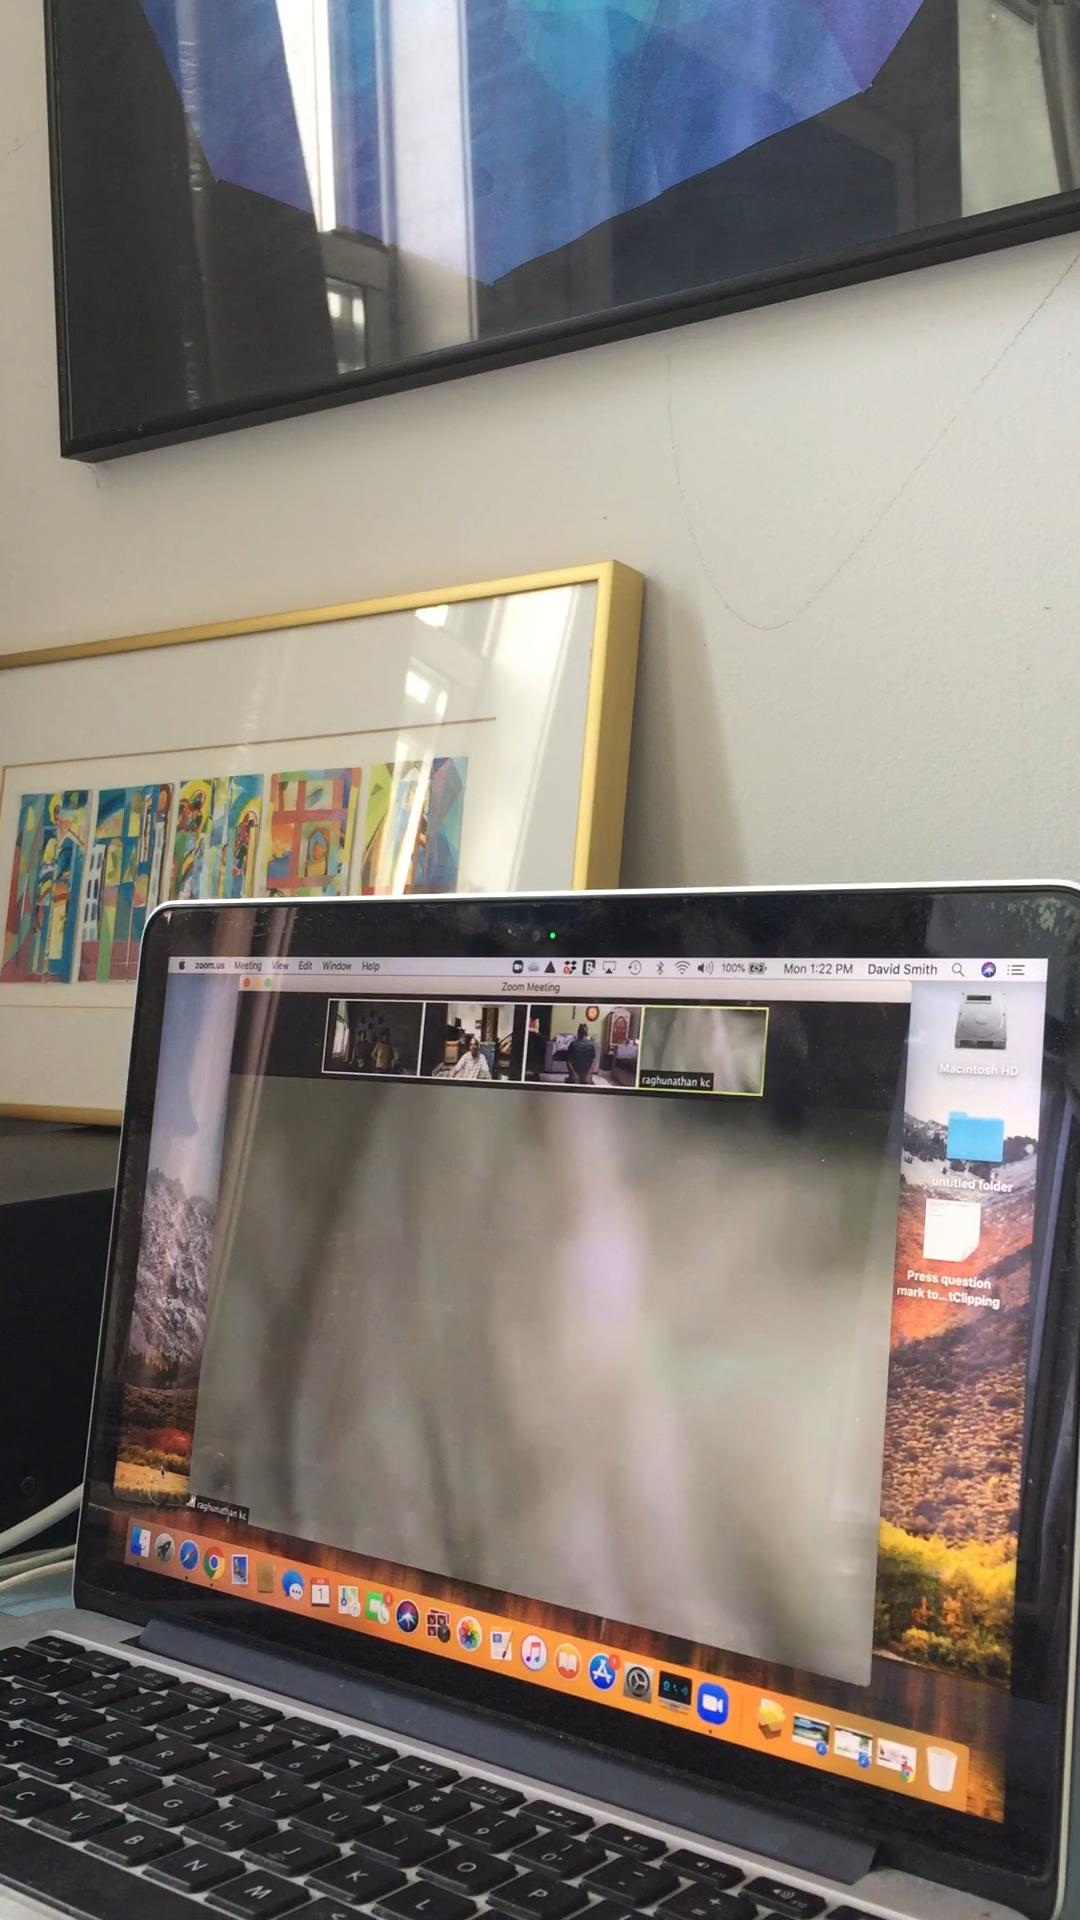 zoom.us Meeting View Edit Window Help 100% Mon 1:22 PM David Smith
Zoom Meeting
raghunathan kc
Macintosh HD
untitled folder
Press question
mark to...tClipping
raghunathan kc
1
Q W E R T Y U I O P
S D F G H J K L
C V B N M